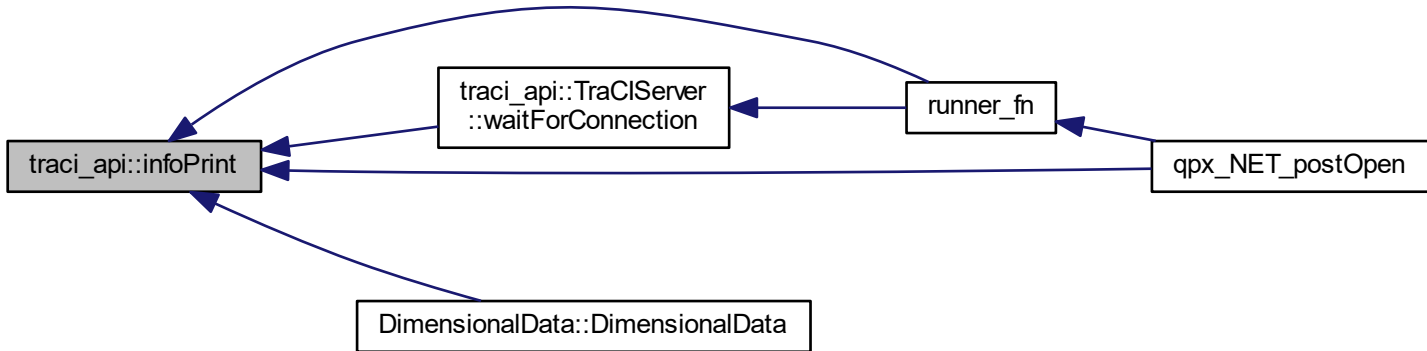 traci_api::infoPrint
traci_api::TraCIServer
::waitForConnection
runner_fn
qpx_NET_postOpen
DimensionalData::DimensionalData